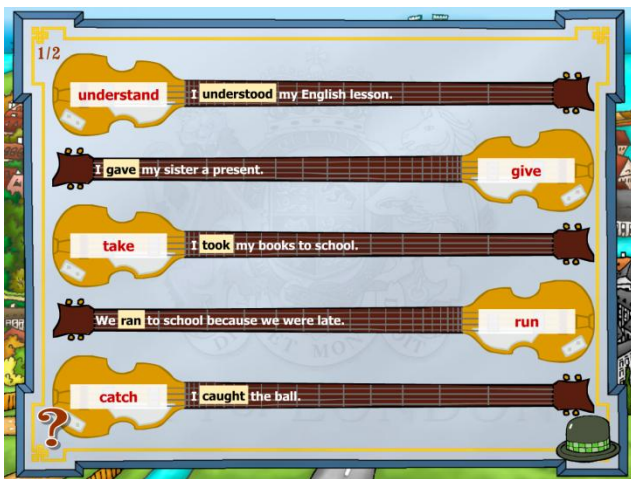 1/2
understand I understood my English lesson.
I gave my sister a present. give
take I took my books to school.
We ran to school because we were late. run
catch I caught the ball.
?